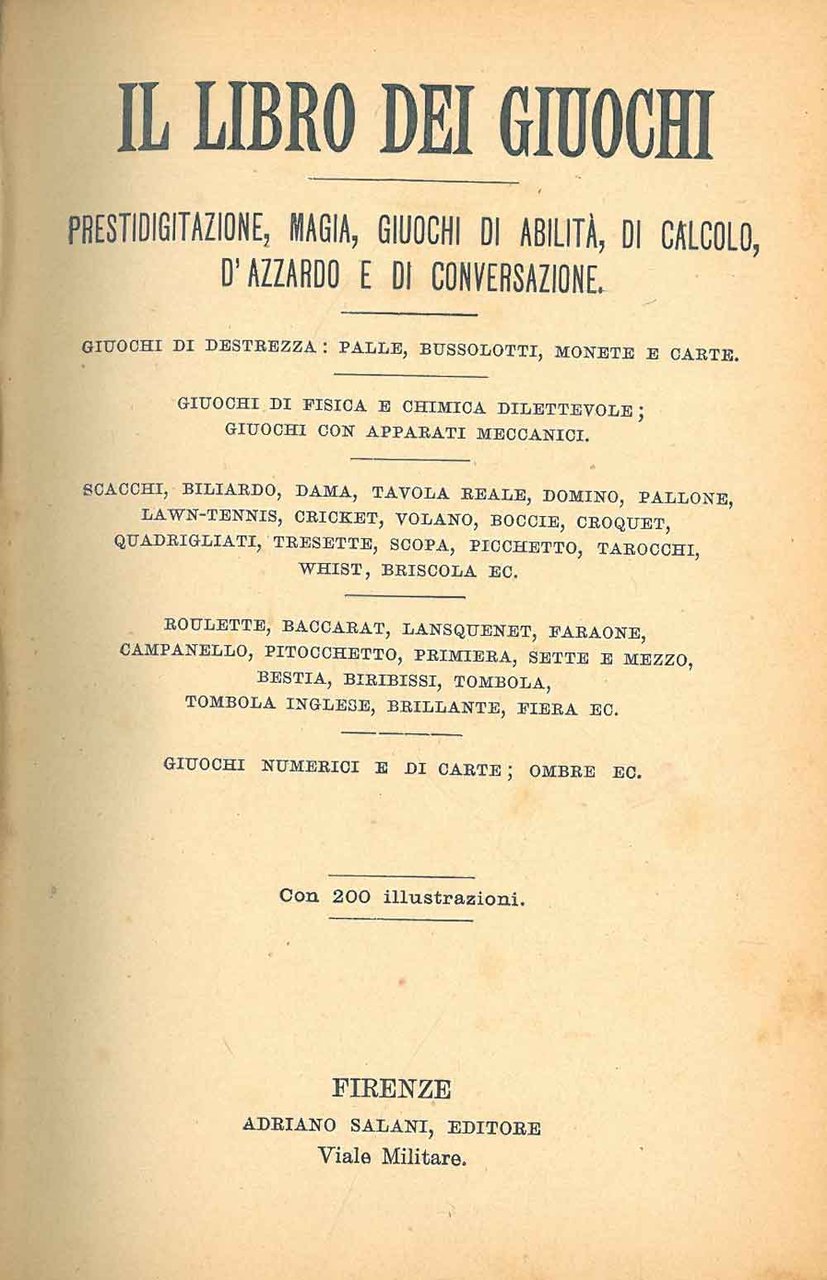 IL LIBRO DEI GIUOCHI
PRESTIDIGITAZIONE, MAGIA, GIUOCHI DI ABILITÀ, DI CALCOLO,
D'AZZARDO E DI CONVERSAZIONE.
GIUOCHI DI DESTREZZA: PALLE, BUSSOLOTTI, MONETE E CARTE.
GIUOCHI DI FISICA E CHIMICA DILETTEVOLE;
GIUOCHI CON APPARATI MECCANICI.
SCACCHI, BILIARDO, DAMA, TAVOLA REALE, DOMINO, PALLONE,
LAWN-TENNIS, CRICKET, VOLANO, BOCCIE, CROQUET,
QUADRIGLIATI, TRESETTE, SCOPA, PICCHETTO, TAROCCHI,
WHIST, BRISCOLA EC.
ROULETTE, BACCARAT, LANSQUENET, FARAONE,
CAMPANELLO, PITOCCHETTO, PRIMIERA, SETTE E MEZZO,
BESTIA, BIRIBISSI, TOMBOLA,
TOMBOLA INGLESE, BRILLANTE, FIERA EC.
GIUOCHI NUMERICI E DI CARTE; OMBRE EC.
Con 200 illustrazioni.
FIRENZE
ADRIANO SALANI, EDITORE
Viale Militare.